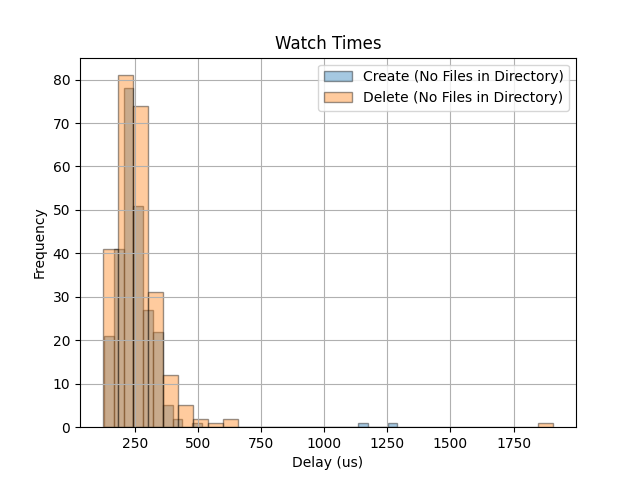 Watch Times
Create (No Files in Directory)
Delete (No Files in Directory)
80
70
60
50
40
30
20
10
0
Frequency
250 500 750 1000 1250 1500 1750
Delay (us)